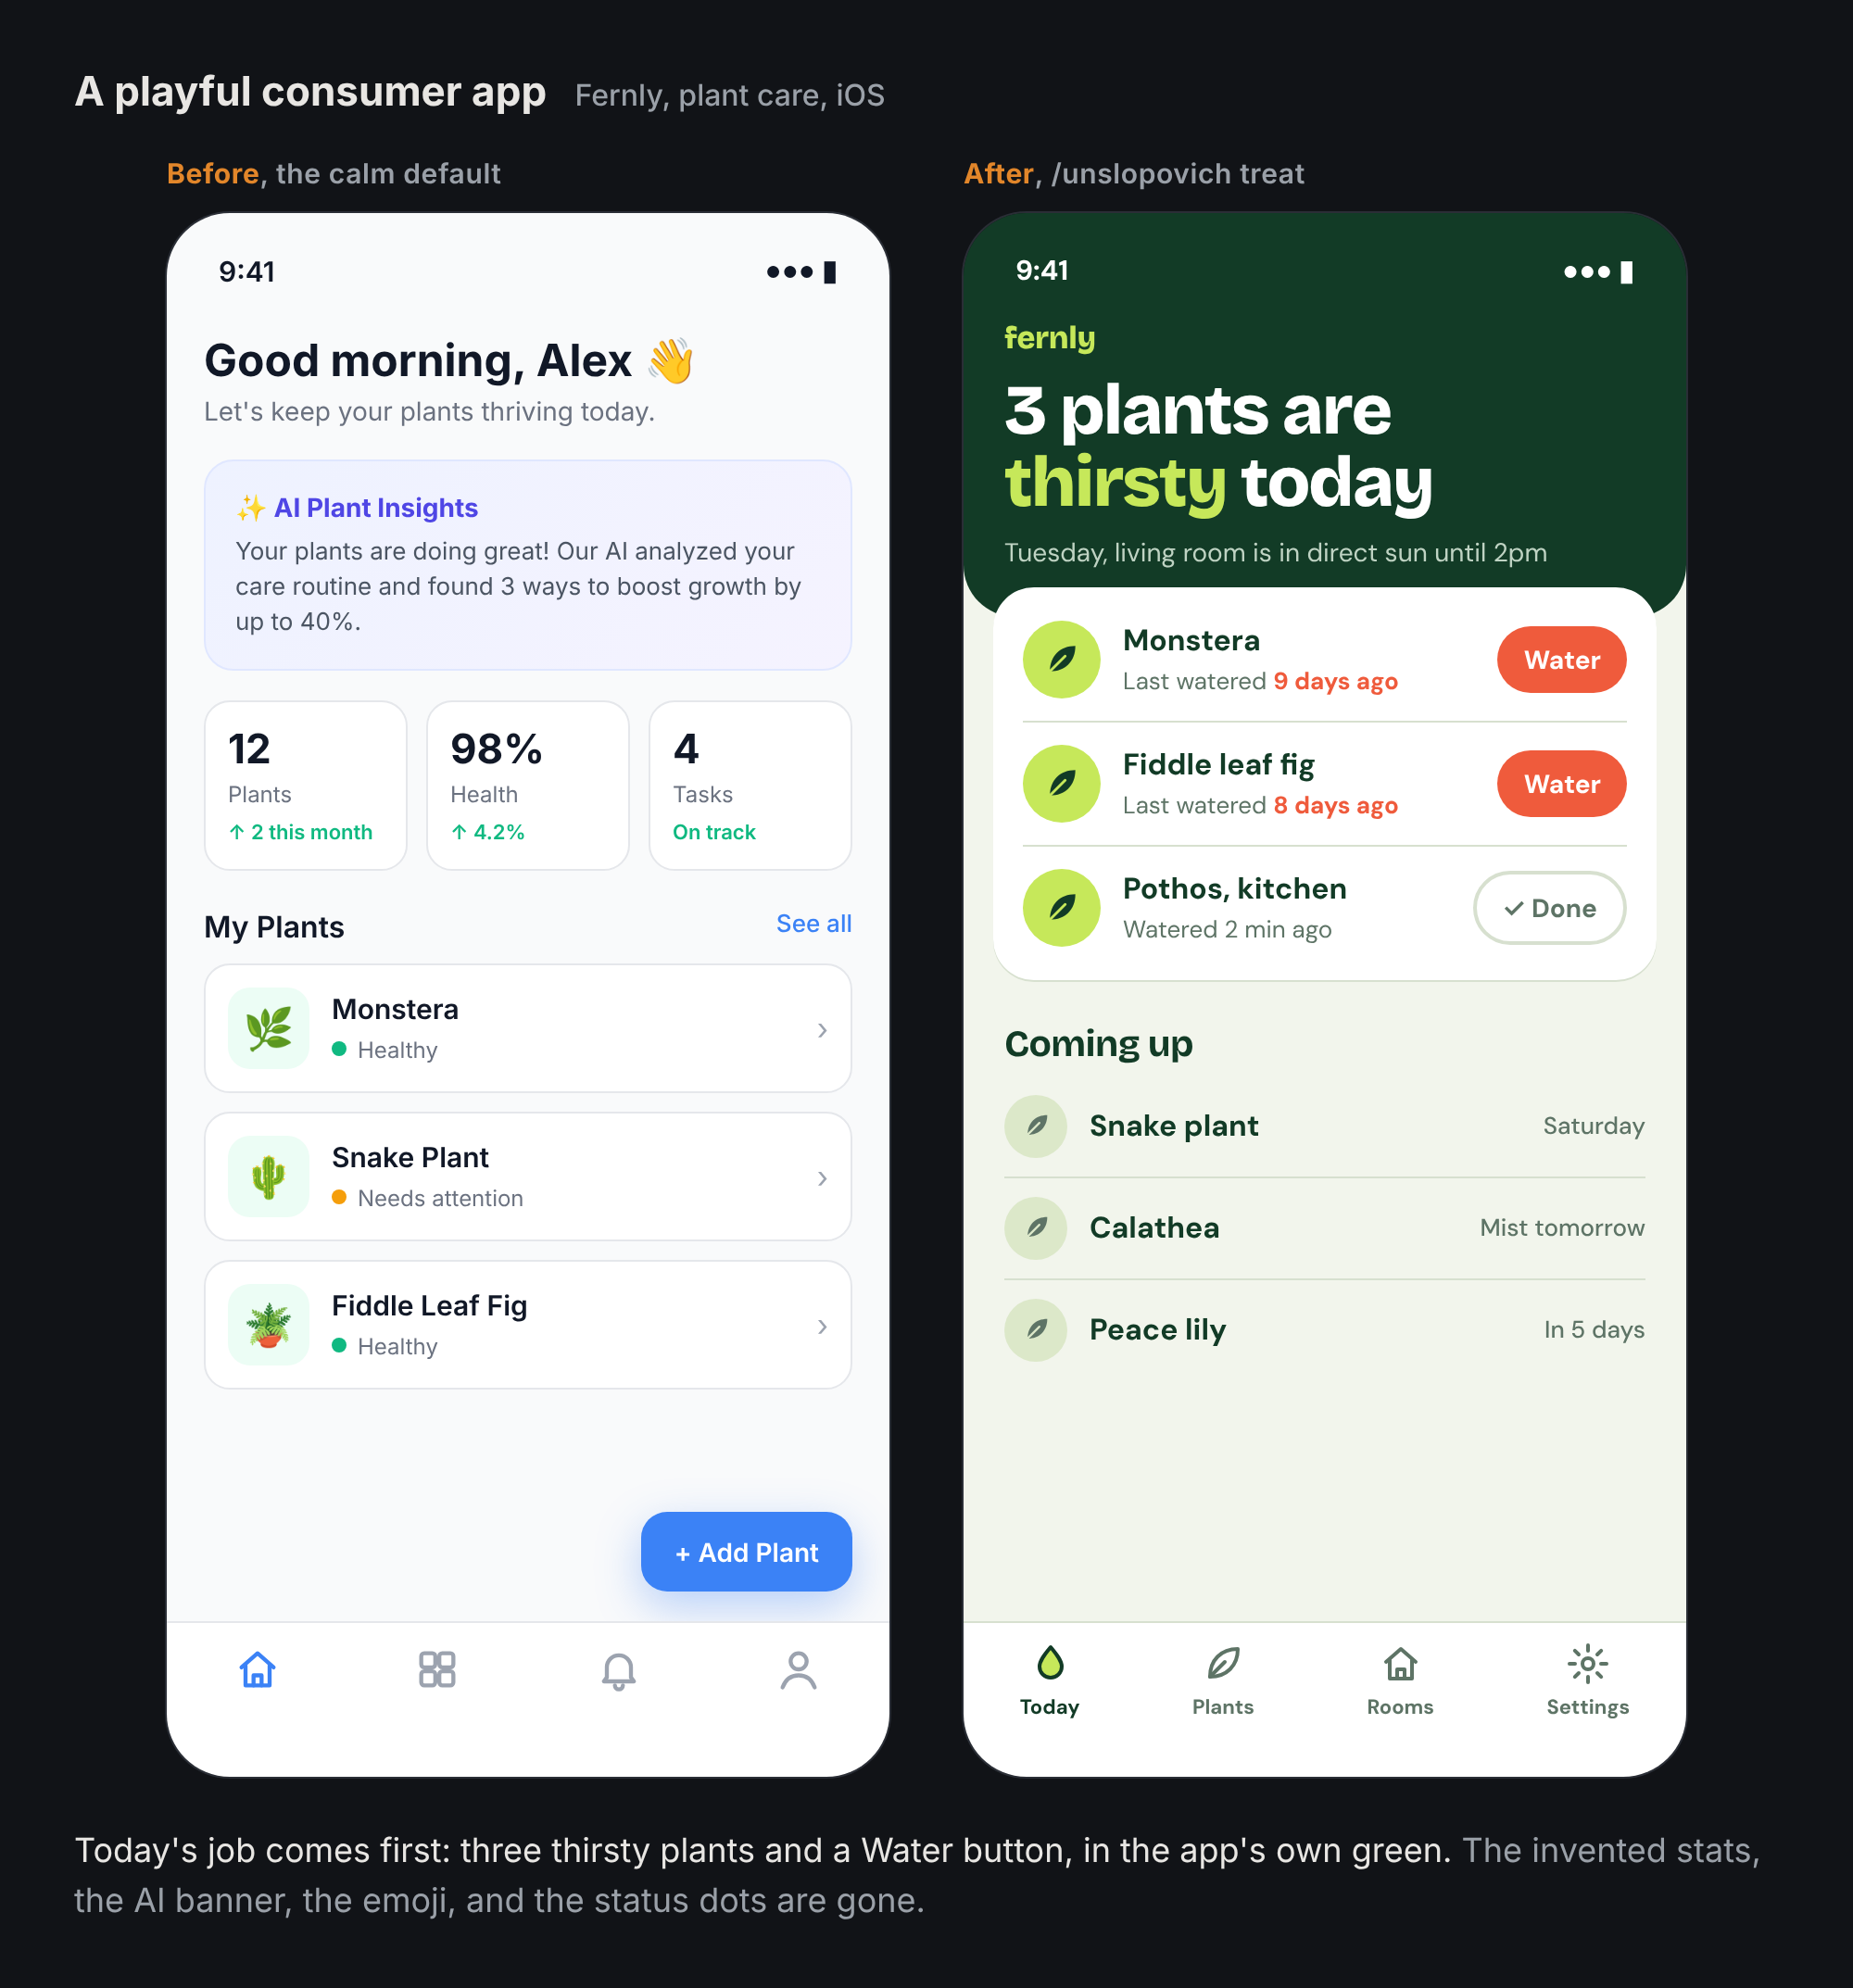 A playful consumer app Fernly, plant care, iOS
Before, the calm default
9:41
Good morning, Alex 👋
Let's keep your plants thriving today.
✨ AI Plant Insights
Your plants are doing great! Our AI analyzed your
care routine and found 3 ways to boost growth by
up to 40%.
12
Plants
↑ 2 this month
98%
Health
↑ 4.2%
4
Tasks
On track
My Plants
See all
Monstera
Healthy
Snake Plant
Needs attention
Fiddle Leaf Fig
Healthy
+ Add Plant
After, /unslopovich treat
9:41
fernly
3 plants are
thirsty today
Tuesday, living room is in direct sun until 2pm
Monstera
Last watered 9 days ago
Water
Fiddle leaf fig
Last watered 8 days ago
Water
Pothos, kitchen
Watered 2 min ago
✓ Done
Coming up
Snake plant
Saturday
Calathea
Mist tomorrow
Peace lily
In 5 days
Today
Plants
Rooms
Settings
Today's job comes first: three thirsty plants and a Water button, in the app's own green. The invented stats,
the AI banner, the emoji, and the status dots are gone.